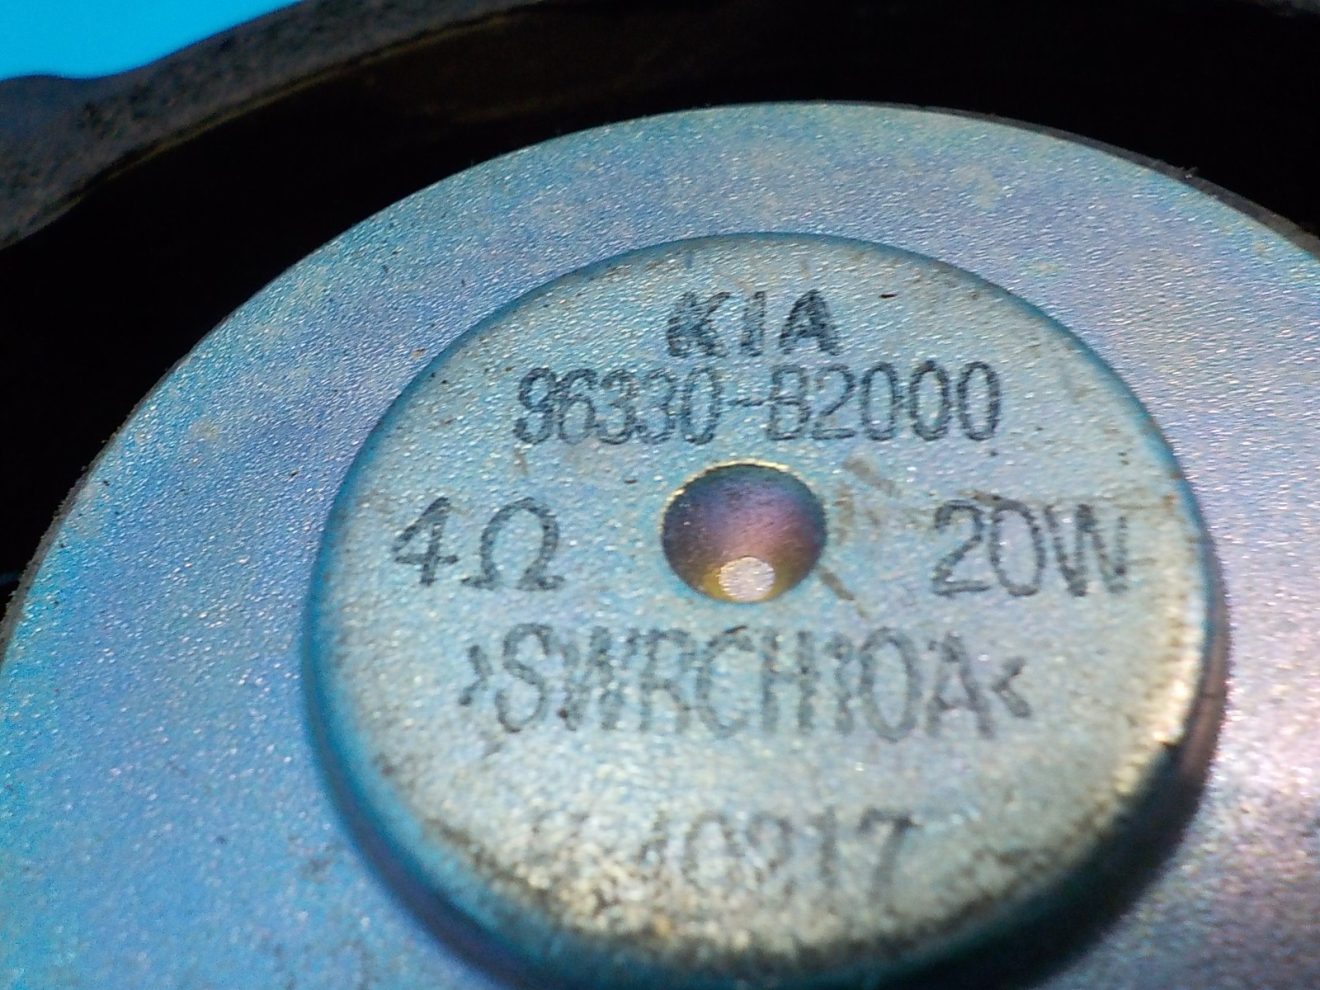 KIA
96330-B2000
4Ω 20W
>SWRCH10A<